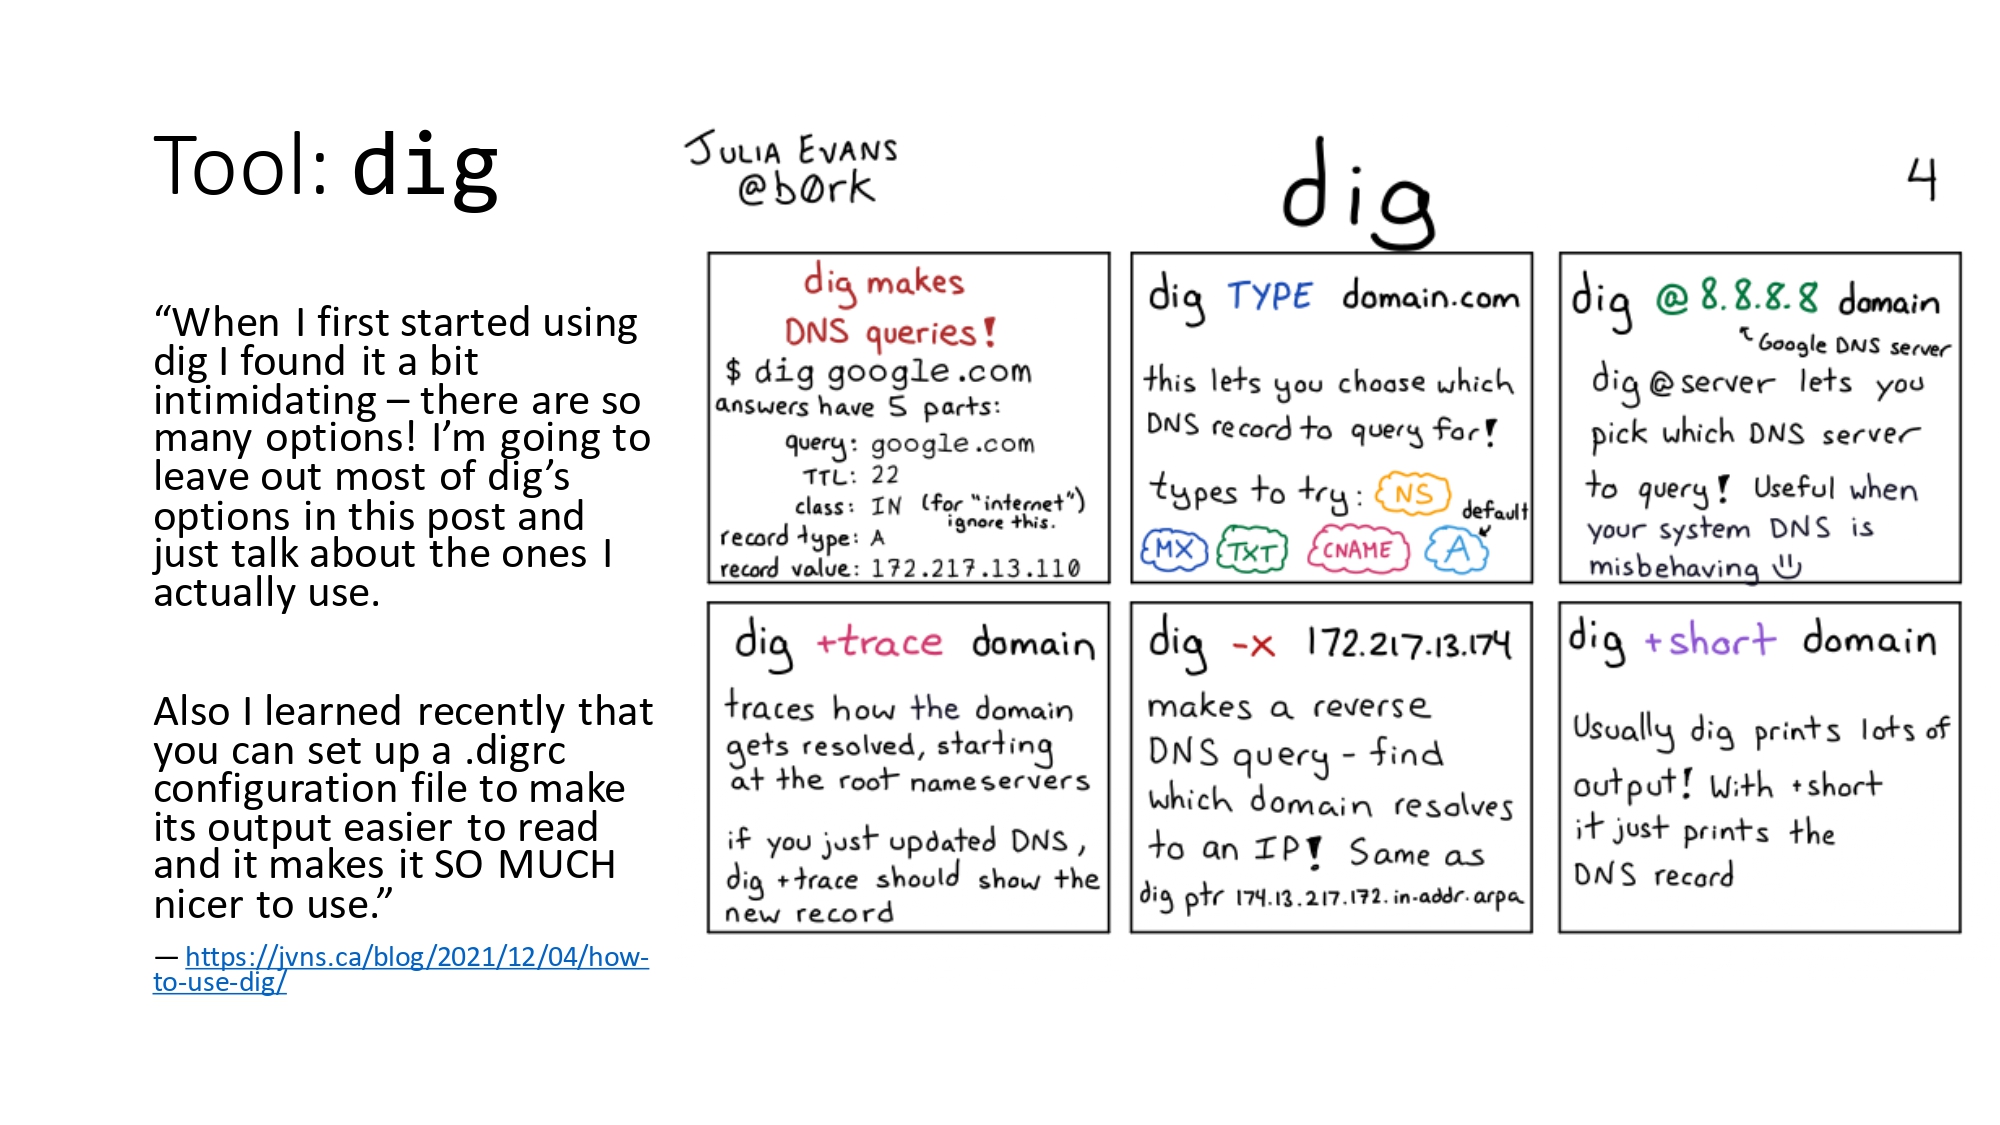 Tool: dig
“When I first started using
dig I found it a bit
intimidating – there are so
many options! I’m going to
leave out most of dig’s
options in this post and
just talk about the ones I
actually use.
Also I learned recently that
you can set up a .digrc
configuration file to make
its output easier to read
and it makes it SO MUCH
nicer to use.”
— https://jvns.ca/blog/2021/12/04/how-
to-use-dig/
JULIA EVANS
@b0rk
dig
4
dig makes
DNS queries!
$ dig google.com
answers have 5 parts:
query: google.com
TTL: 22
class: IN (for "internet")
ignore this.
record type: A
record value: 172.217.13.110
dig TYPE domain.com
this lets you choose which
DNS record to query for!
types to try: NS
default
MX TXT CNAME A
dig @8.8.8.8 domain
Google DNS server
dig @server lets you
pick which DNS server
to query! Useful when
your system DNS is
misbehaving
dig +trace domain
traces how the domain
gets resolved, starting
at the root nameservers
if you just updated DNS,
dig +trace should show the
new record
dig -x 172.217.13.174
makes a reverse
DNS query - find
which domain resolves
to an IP! Same as
dig ptr 174.13.217.172.in-addr.arpa
dig +short domain
Usually dig prints lots of
output! With +short
it just prints the
DNS record